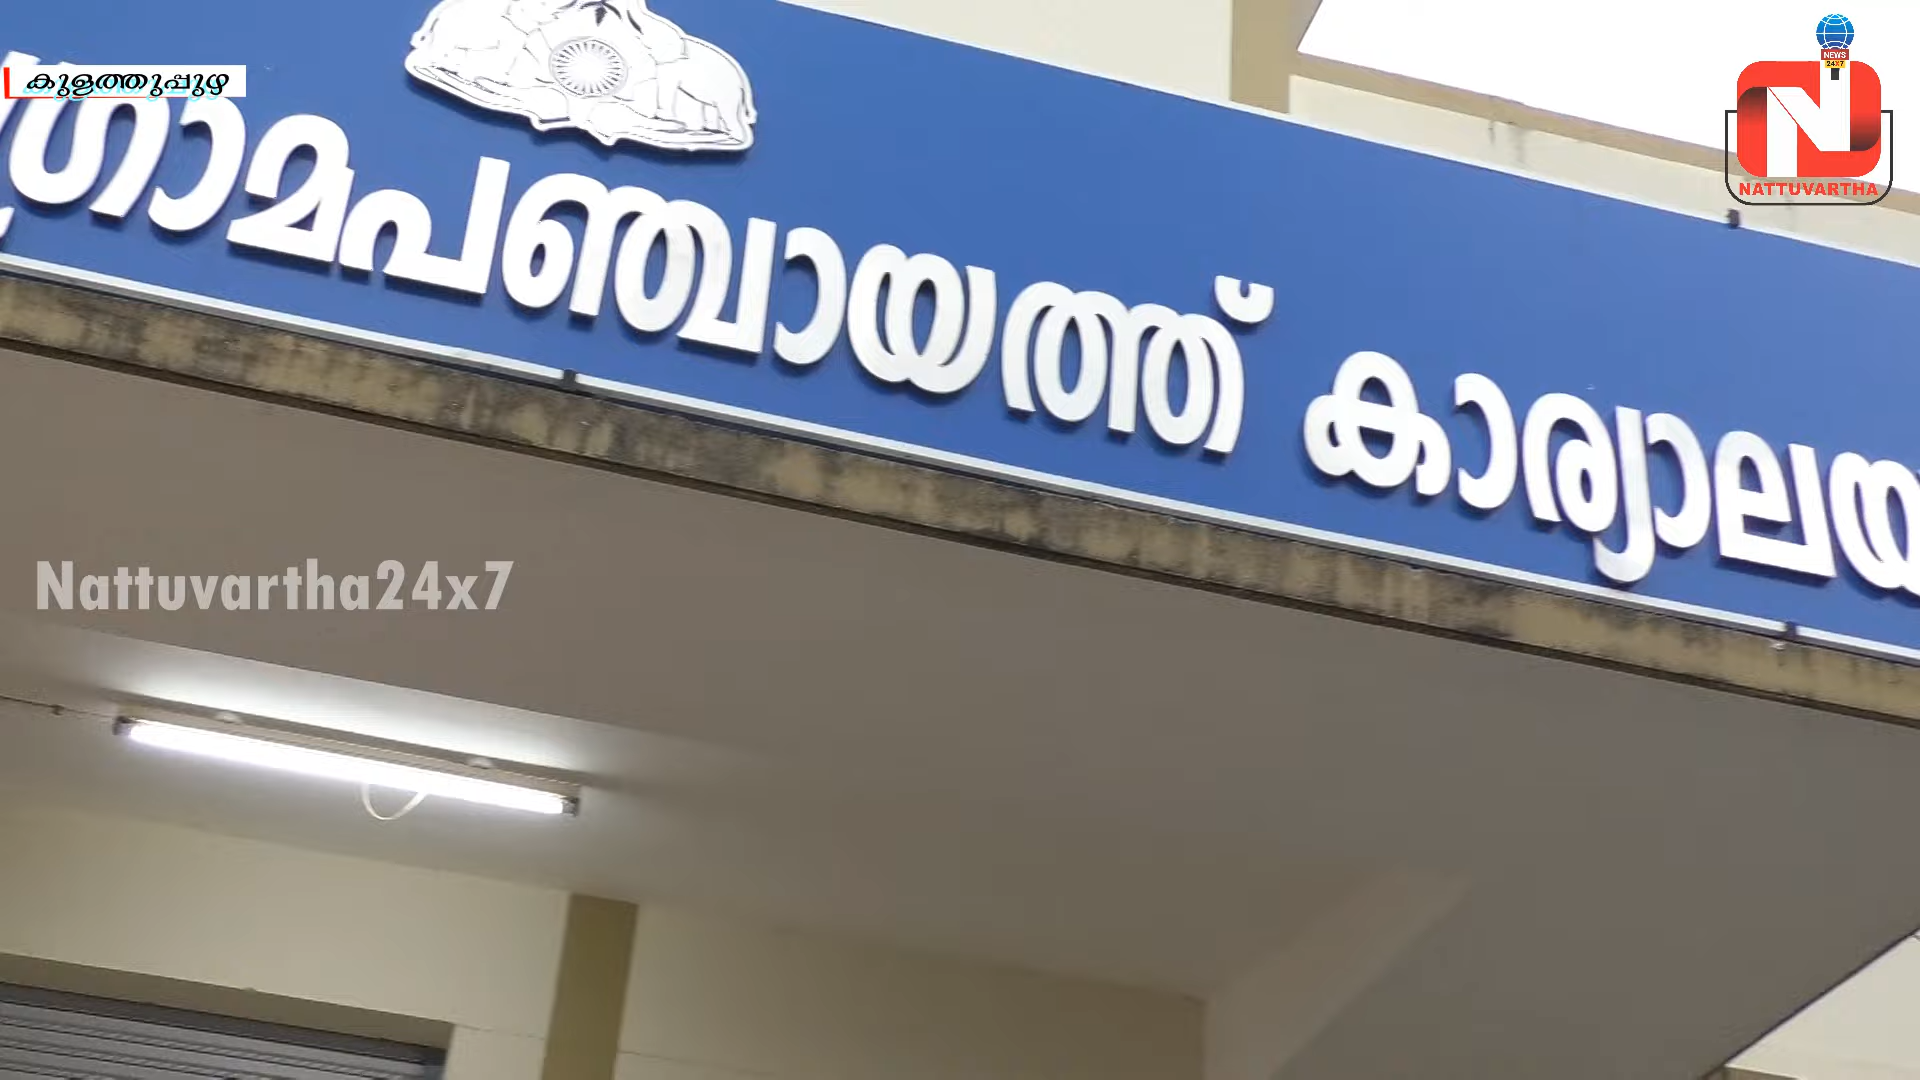 കുളത്തുപ്പുഴ
NEWS
24X7
NATTUVARTHA
ഗ്രാമപഞ്ചായത്ത് കാര്യാലയ
Nattuvartha24x7